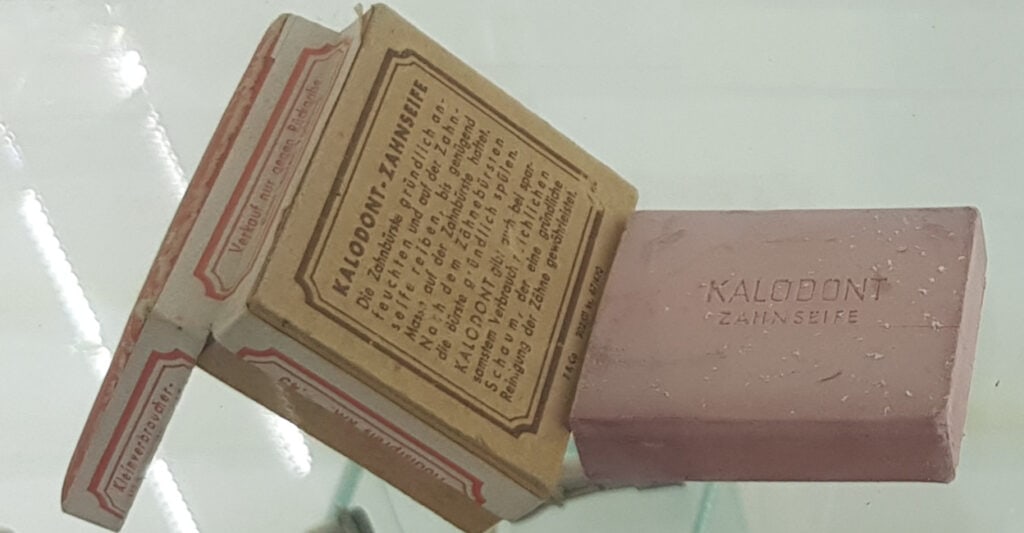 KALODONT-ZAHNSEIFE
Die Zahnbürste gründlich an-
feuchten und auf der Zahn-
seife reiben, bis genügend
Masse auf der Zahnbürste haftet.
Nach dem Zähnebürsten
die Bürste gründlich spülen.
KALODONT gibt auch bei spar-
samstem Verbrauch reichlichen
Schaum, der eine gründliche
Reinigung der Zähne gewährleistet.
Verkauf nur gegen
Kleinverbraucher-
KALODONT
ZAHNSEIFE